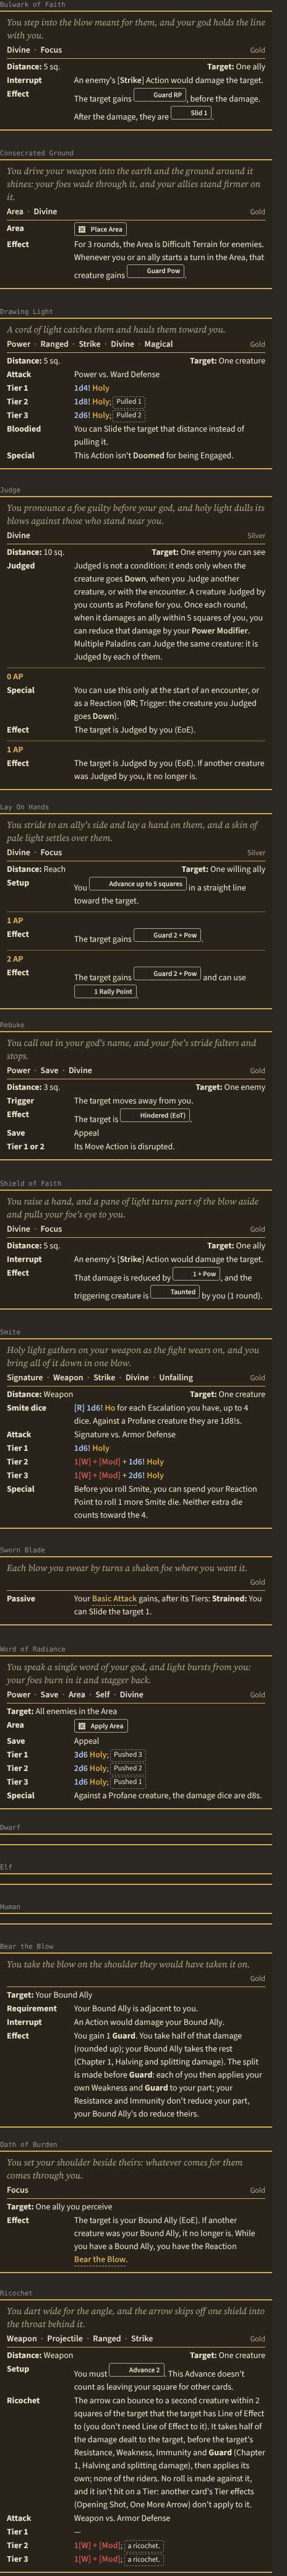 Bulwark of Faith
You step into the blow meant for them, and your god holds the line
with you.
Divine · Focus Gold
Distance: 5 sq. Target: One ally
Interrupt An enemy's [Strike] Action would damage the target.
Effect The target gains Guard RP, before the damage.
After the damage, they are Slid 1.
Consecrated Ground
You drive your weapon into the earth and the ground around it
shines: your foes wade through it, and your allies stand firmer on
it.
Area · Divine Gold
Area Place Area
Effect For 3 rounds, the Area is Difficult Terrain for enemies.
Whenever you or an ally starts a turn in the Area, that
creature gains Guard Pow.
Drawing Light
A cord of light catches them and hauls them toward you.
Power · Ranged · Strike · Divine · Magical Gold
Distance: 5 sq. Target: One creature
Attack Power vs. Ward Defense
Tier 1 1d4! Holy
Tier 2 1d8! Holy; Pulled 1
Tier 3 2d6! Holy; Pulled 2
Bloodied You can Slide the target that distance instead of
pulling it.
Special This Action isn't Doomed for being Engaged.
Judge
You pronounce a foe guilty before your god, and holy light dulls its
blows against those who stand near you.
Divine Silver
Distance: 10 sq. Target: One enemy you can see
Judged Judged is not a condition: it ends only when the
creature goes Down, when you Judge another
creature, or with the encounter. A creature Judged by
you counts as Profane for you. Once each round,
when it damages an ally within 5 squares of you, you
can reduce that damage by your Power Modifier.
Multiple Paladins can Judge the same creature: it is
Judged by each of them.
0 AP
Special You can use this only at the start of an encounter, or
as a Reaction (0R; Trigger: the creature you Judged
goes Down).
Effect The target is Judged by you (EoE).
1 AP
Effect The target is Judged by you (EoE). If another creature
was Judged by you, it no longer is.
Lay On Hands
You stride to an ally's side and lay a hand on them, and a skin of
pale light settles over them.
Divine · Focus Silver
Distance: Reach Target: One willing ally
Setup You Advance up to 5 squares in a straight line
toward the target.
1 AP
Effect The target gains Guard 2 + Pow.
2 AP
Effect The target gains Guard 2 + Pow and can use
1 Rally Point.
Rebuke
You call out in your god's name, and your foe's stride falters and
stops.
Power · Save · Divine Gold
Distance: 3 sq. Target: One enemy
Trigger The target moves away from you.
Effect The target is Hindered (EoT).
Save Appeal
Tier 1 or 2 Its Move Action is disrupted.
Shield of Faith
You raise a hand, and a pane of light turns part of the blow aside
and pulls your foe's eye to you.
Divine · Focus Gold
Distance: 5 sq. Target: One ally
Interrupt An enemy's [Strike] Action would damage the target.
Effect That damage is reduced by 1 + Pow, and the
triggering creature is Taunted by you (1 round).
Smite
Holy light gathers on your weapon as the fight wears on, and you
bring all of it down in one blow.
Signature · Weapon · Strike · Divine · Unfailing Gold
Distance: Weapon Target: One creature
Smite dice [R] 1d6! Ho for each Escalation you have, up to 4
dice. Against a Profane creature they are 1d8!s.
Attack Signature vs. Armor Defense
Tier 1 1d6! Holy
Tier 2 1[W] + [Mod] + 1d6! Holy
Tier 3 1[W] + [Mod] + 2d6! Holy
Special Before you roll Smite, you can spend your Reaction
Point to roll 1 more Smite die. Neither extra die
counts toward the 4.
Sworn Blade
Each blow you swear by turns a shaken foe where you want it.
Gold
Passive Your Basic Attack gains, after its Tiers: Strained: You
can Slide the target 1.
Word of Radiance
You speak a single word of your god, and light bursts from you:
your foes burn in it and stagger back.
Power · Save · Area · Self · Divine Gold
Target: All enemies in the Area
Area Apply Area
Save Appeal
Tier 1 3d6 Holy; Pushed 3
Tier 2 2d6 Holy; Pushed 2
Tier 3 1d6 Holy; Pushed 1
Special Against a Profane creature, the damage dice are d8s.
Dwarf
Elf
Human
Bear the Blow
You take the blow on the shoulder they would have taken it on.
Gold
Target: Your Bound Ally
Requirement Your Bound Ally is adjacent to you.
Interrupt An Action would damage your Bound Ally.
Effect You gain 1 Guard. You take half of that damage
(rounded up); your Bound Ally takes the rest
(Chapter 1, Halving and splitting damage). The split
is made before Guard: each of you then applies your
own Weakness and Guard to your part; your
Resistance and Immunity don't reduce your part,
your Bound Ally's do reduce theirs.
Oath of Burden
You set your shoulder beside theirs: whatever comes for them
comes through you.
Focus Gold
Target: One ally you perceive
Effect The target is your Bound Ally (EoE). If another
creature was your Bound Ally, it no longer is. While
you have a Bound Ally, you have the Reaction
Bear the Blow.
Ricochet
You dart wide for the angle, and the arrow skips off one shield into
the throat behind it.
Weapon · Projectile · Ranged · Strike Gold
Distance: Weapon Target: One creature
Setup You must Advance 2. This Advance doesn't
count as leaving your square for other cards.
Ricochet The arrow can bounce to a second creature within 2
squares of the target that the target has Line of Effect
to (you don't need Line of Effect to it). It takes half of
the damage dealt to the target, before the target's
Resistance, Weakness, Immunity and Guard (Chapter
1, Halving and splitting damage), then applies its
own; none of the riders. No roll is made against it,
and it isn't hit on a Tier: another card's Tier effects
(Opening Shot, One More Arrow) don't apply to it.
Attack Weapon vs. Armor Defense
Tier 1 —
Tier 2 1[W] + [Mod]; a ricochet.
Tier 3 1[W] + [Mod]; a ricochet.